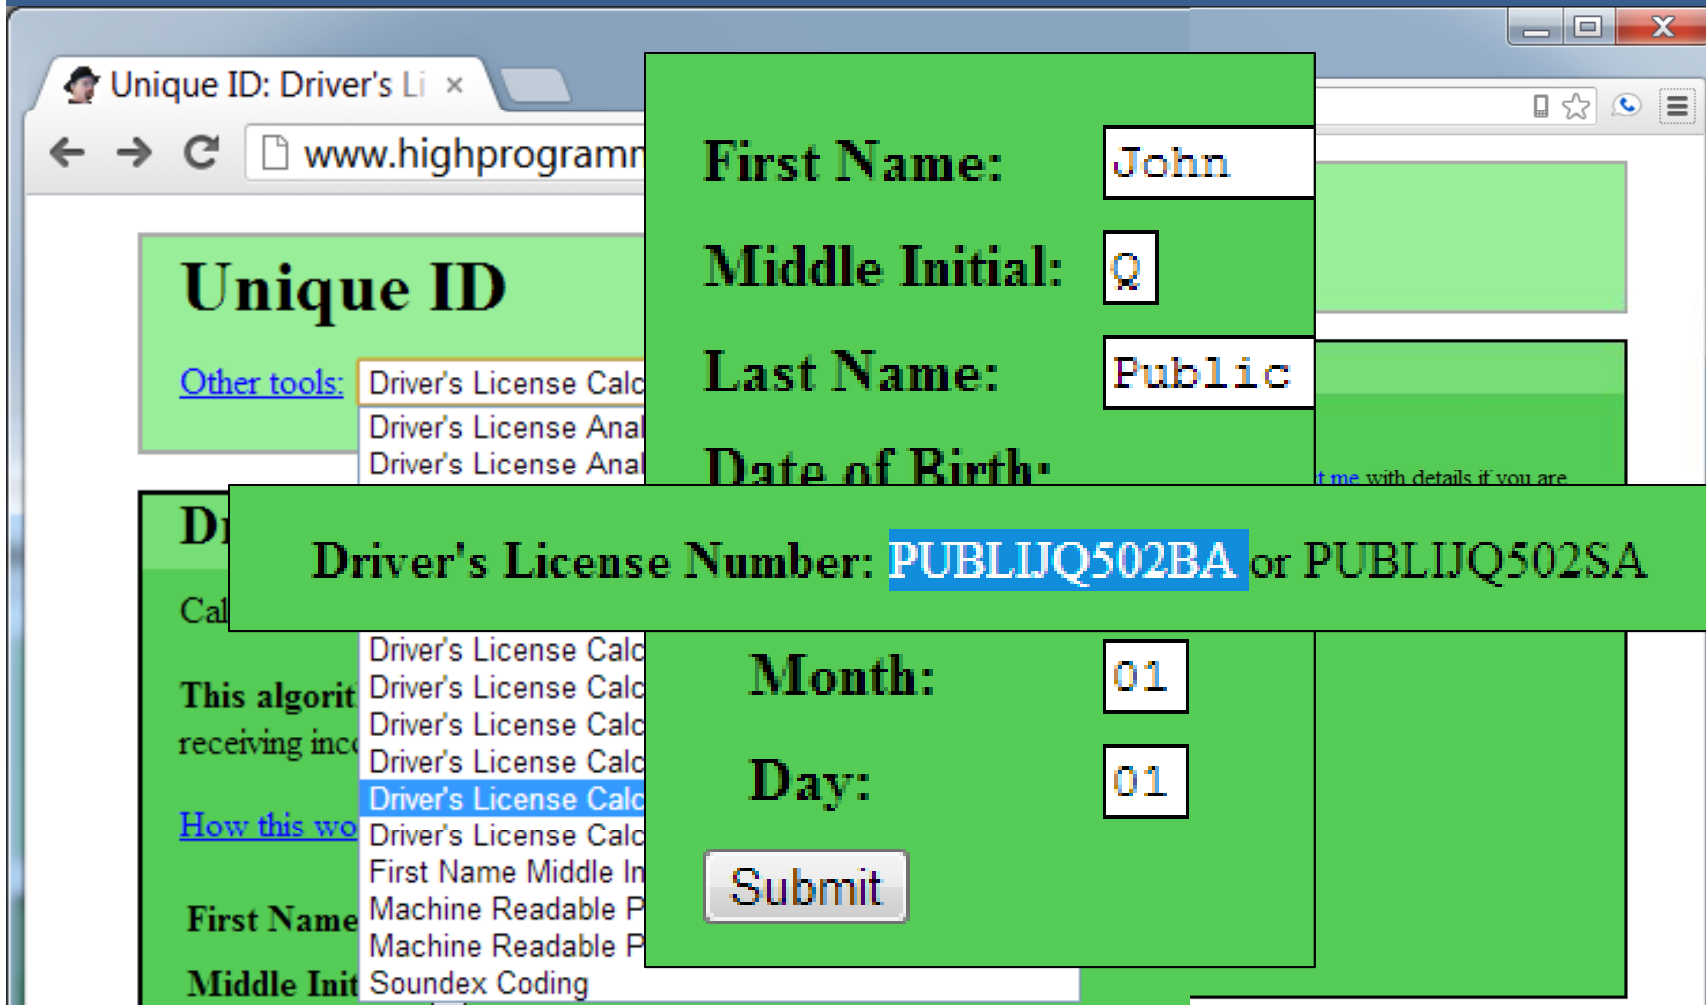 Unique ID: Driver's Li
www.highprogramm
Unique ID
Other tools:
Driver's License Calc
Driver's License Anal
Driver's License Anal
First Name:
John
Middle Initial:
Q
Last Name:
Public
Date of Birth:
t me with details if you are
Driver's License Number: PUBLIJQ502BA or PUBLIJQ502SA
Cal
This algorit
receiving inc
How this wo
First Name
Middle Init
Driver's License Calc
Driver's License Calc
Driver's License Calc
Driver's License Calc
Driver's License Calc
Driver's License Calc
First Name Middle In
Machine Readable P
Machine Readable P
Soundex Coding
Month:
01
Day:
01
Submit